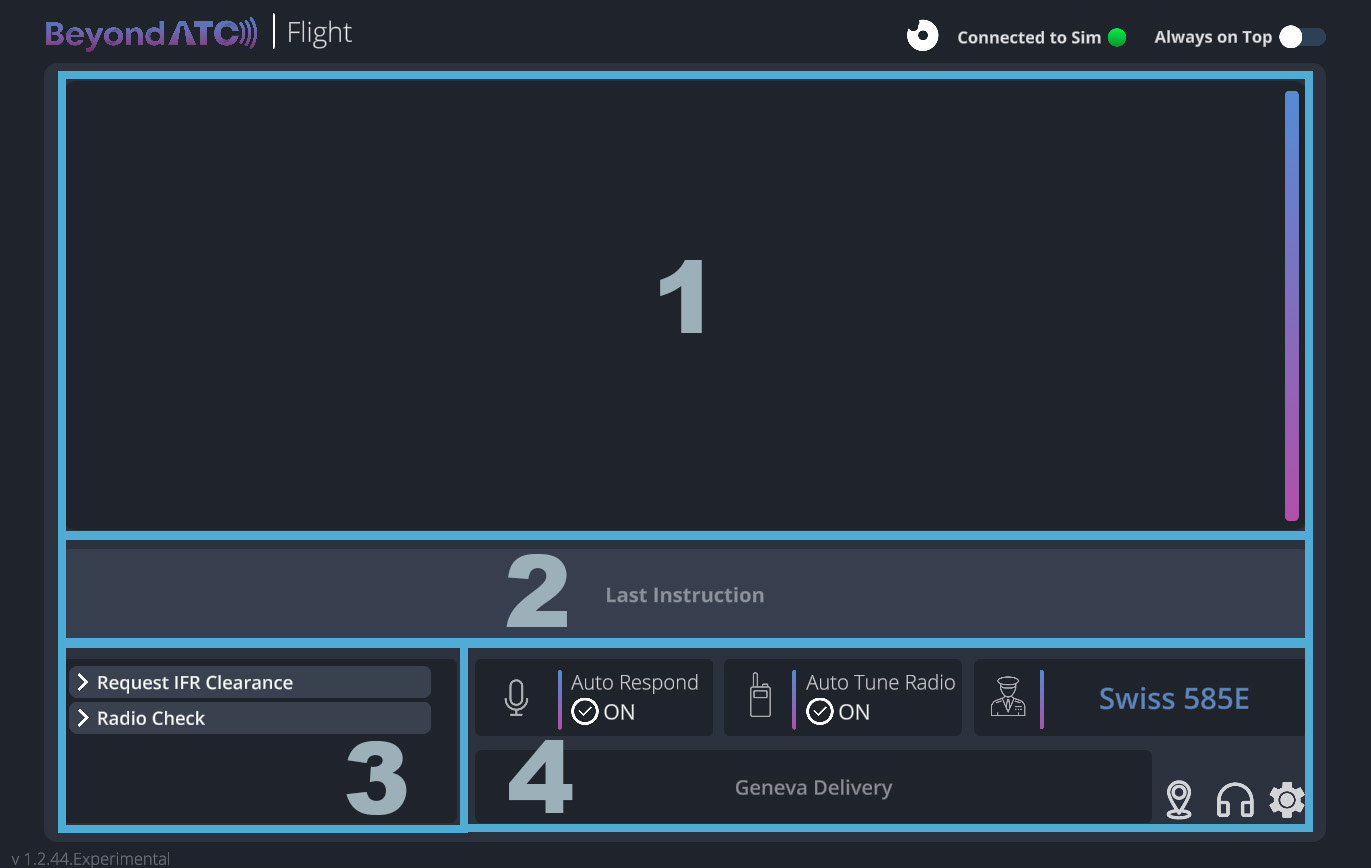 BeyondATC Flight Connected to Sim Always on Top
1
2 Last Instruction
Request IFR Clearance
Radio Check
3
Auto Respond
ON
Auto Tune Radio
ON
Swiss 585E
4 Geneva Delivery
v 1.2.44.Experimental